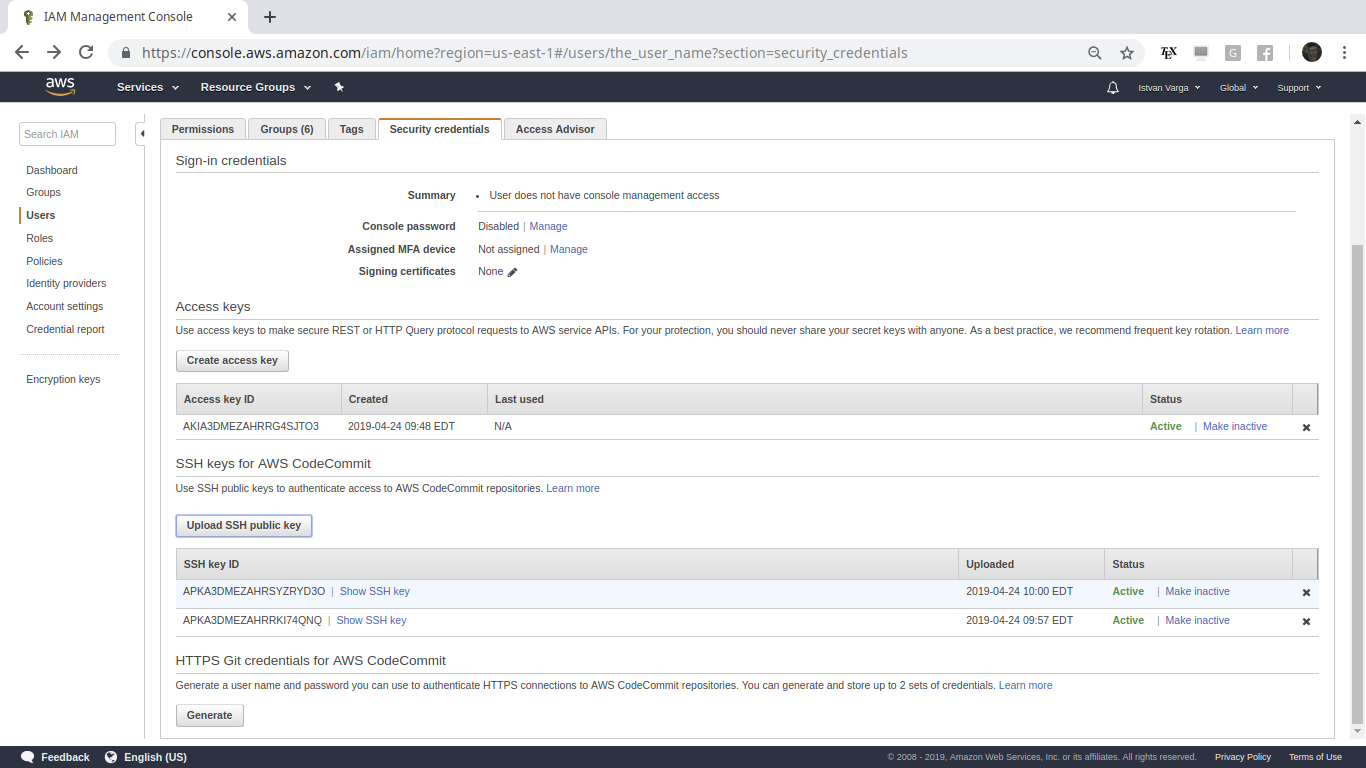 IAM Management Console
https://console.aws.amazon.com/iam/home?region=us-east-1#/users/the_user_name?section=security_credentials
TEX G
aws Services Resource Groups Istvan Varga Global Support
Search IAM
Dashboard
Groups
Users
Roles
Policies
Identity providers
Account settings
Credential report
Encryption keys
Permissions Groups (6) Tags Security credentials Access Advisor
Sign-in credentials
Summary • User does not have console management access
Console password Disabled | Manage
Assigned MFA device Not assigned | Manage
Signing certificates None
Access keys
Use access keys to make secure REST or HTTP Query protocol requests to AWS service APIs. For your protection, you should never share your secret keys with anyone. As a best practice, we recommend frequent key rotation. Learn more
Create access key
Access key ID Created Last used Status
AKIA3DMEZAHRRG4SJTO3 2019-04-24 09:48 EDT N/A Active | Make inactive
SSH keys for AWS CodeCommit
Use SSH public keys to authenticate access to AWS CodeCommit repositories. Learn more
Upload SSH public key
SSH key ID Uploaded Status
APKA3DMEZAHRSYZRYD3O | Show SSH key 2019-04-24 10:00 EDT Active | Make inactive
APKA3DMEZAHRRKI74QNQ | Show SSH key 2019-04-24 09:57 EDT Active | Make inactive
HTTPS Git credentials for AWS CodeCommit
Generate a user name and password you can use to authenticate HTTPS connections to AWS CodeCommit repositories. You can generate and store up to 2 sets of credentials. Learn more
Generate
Feedback English (US) © 2008 - 2019, Amazon Web Services, Inc. or its affiliates. All rights reserved. Privacy Policy Terms of Use